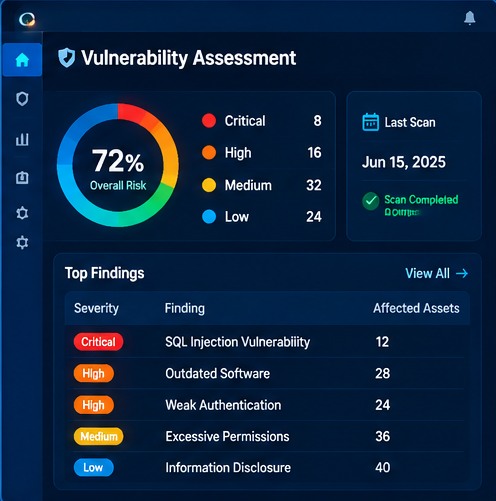 Vulnerability Assessment
72%
Overall Risk
Critical 8
High 16
Medium 32
Low 24
Last Scan
Jun 15, 2025
Scan Completed
Top Findings
View All →
Severity Finding Affected Assets
Critical SQL Injection Vulnerability 12
High Outdated Software 28
High Weak Authentication 24
Medium Excessive Permissions 36
Low Information Disclosure 40